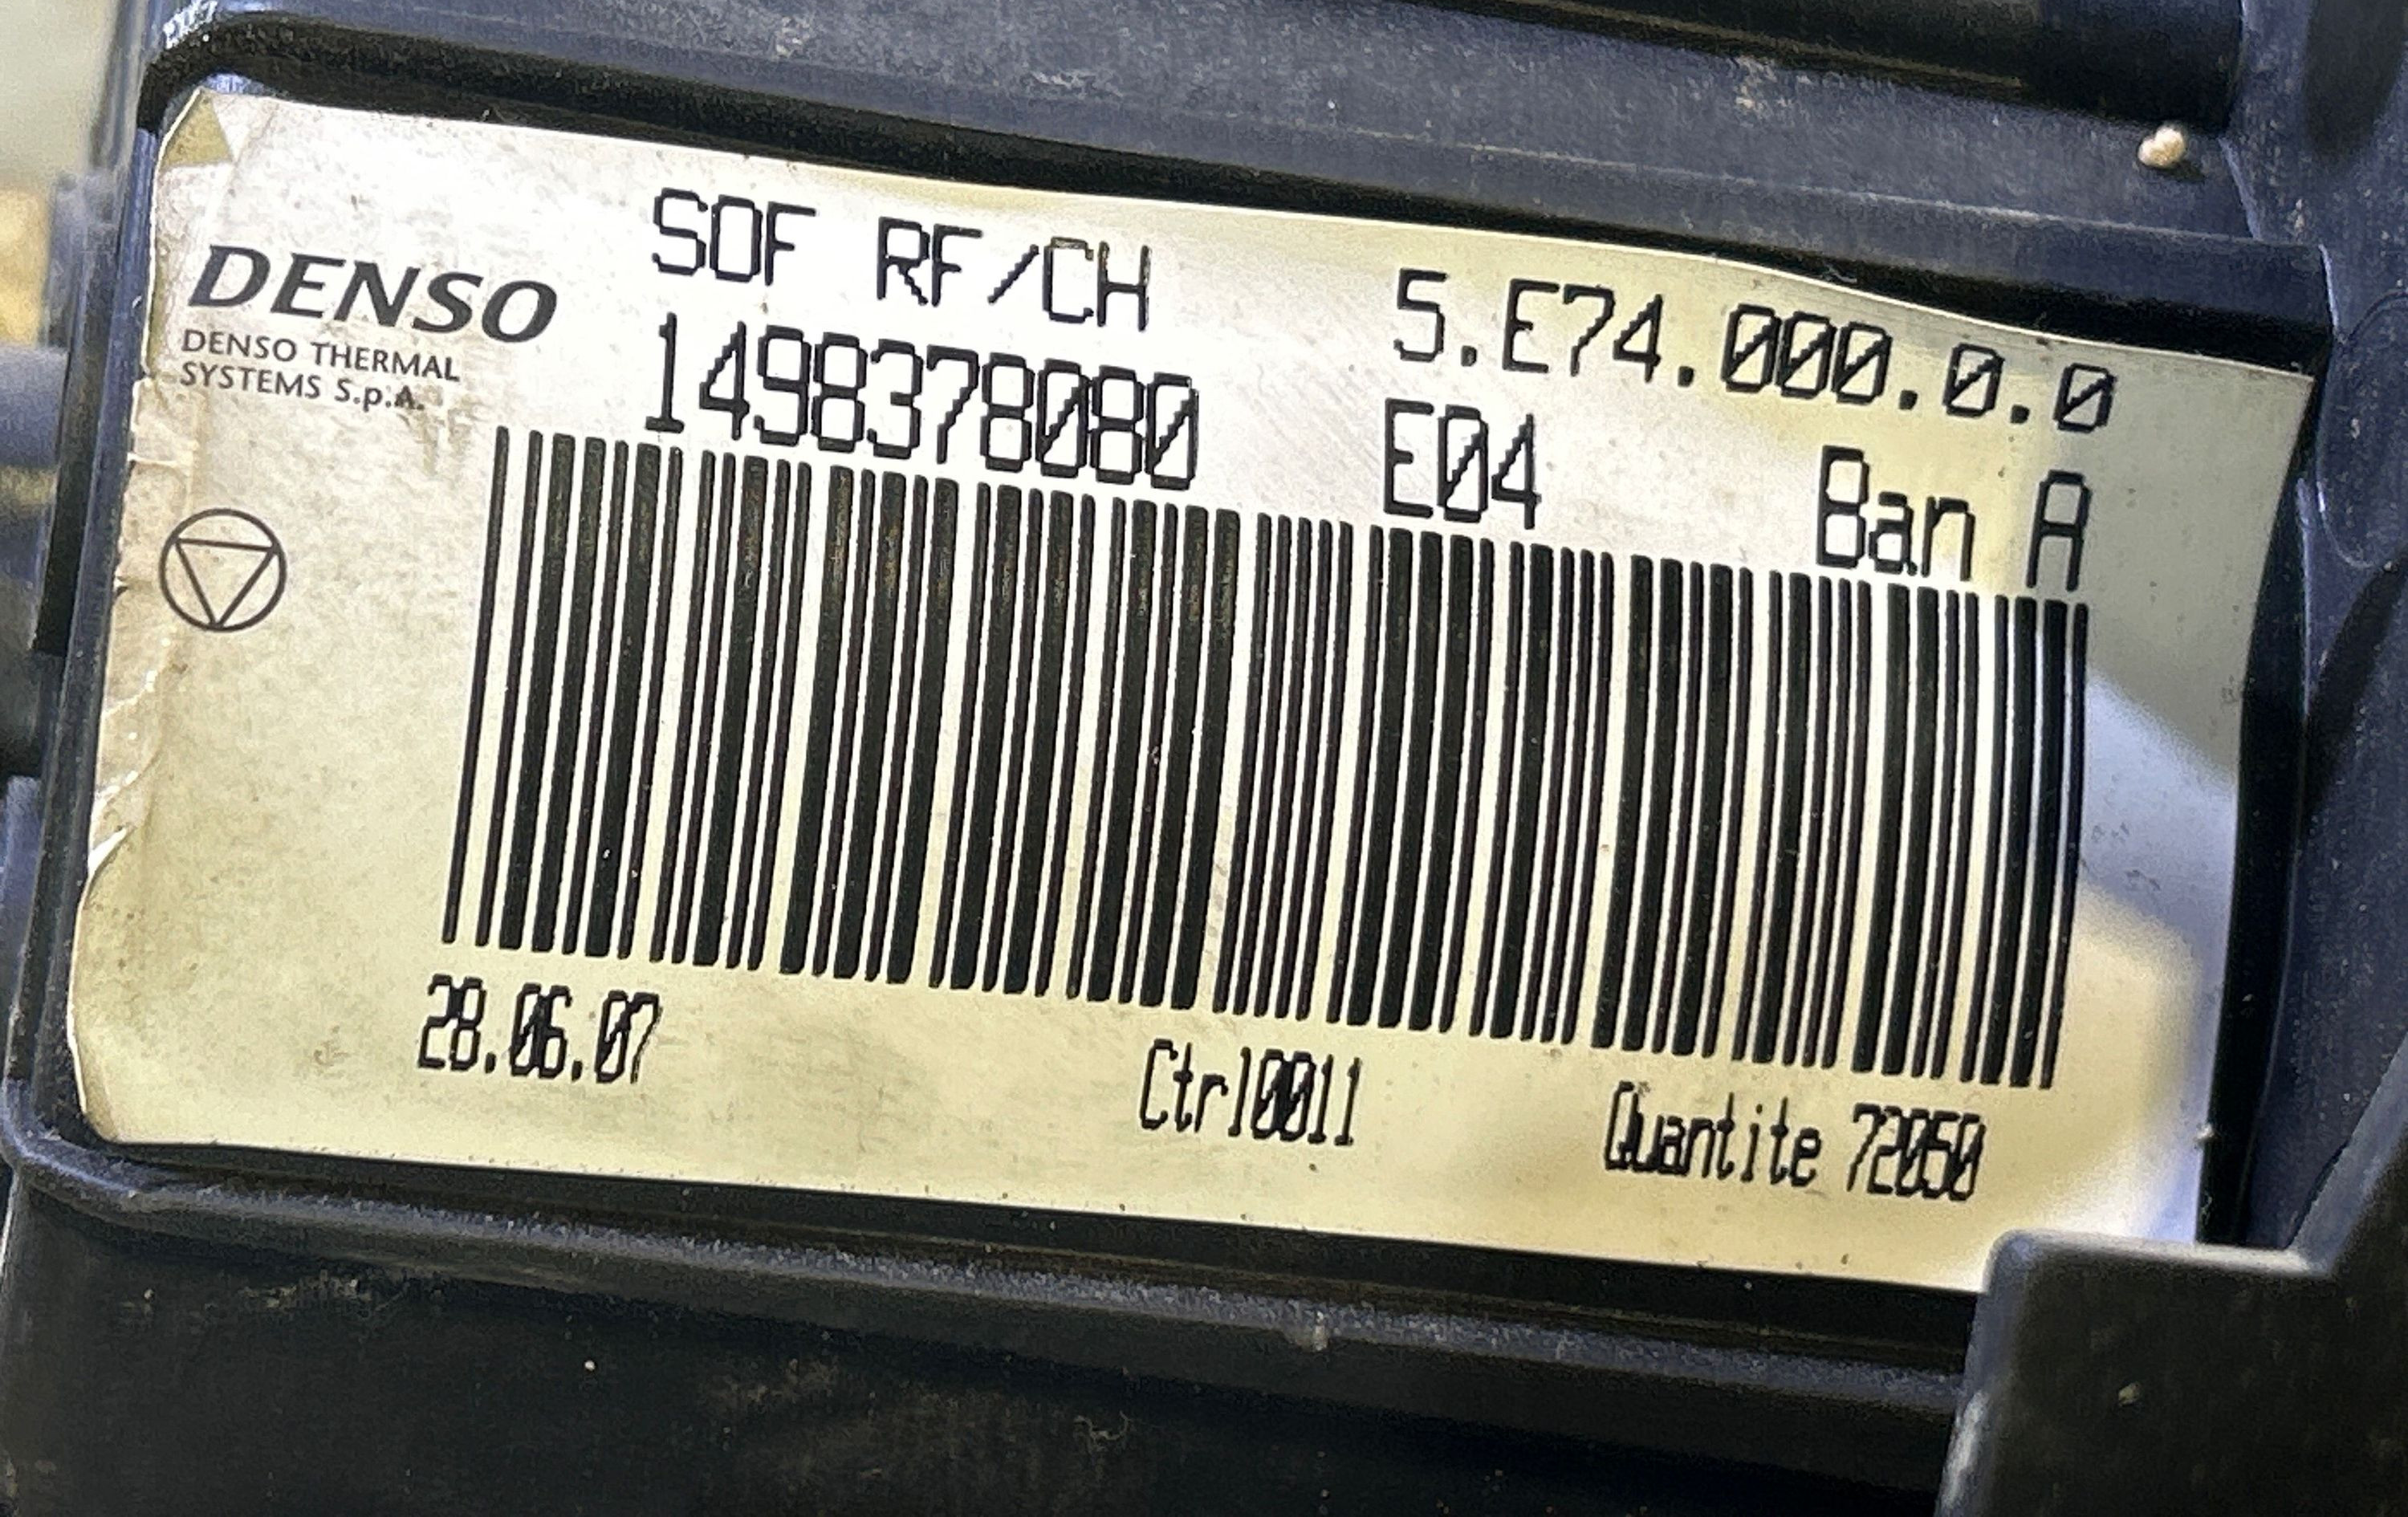 DENSO
DENSO THERMAL
SYSTEMS S.p.A.
SOF RF/CH
5.E74.000.0.0
1498378080
E04
Ban A
28.06.07
Ctrl0011
Quantite 72050